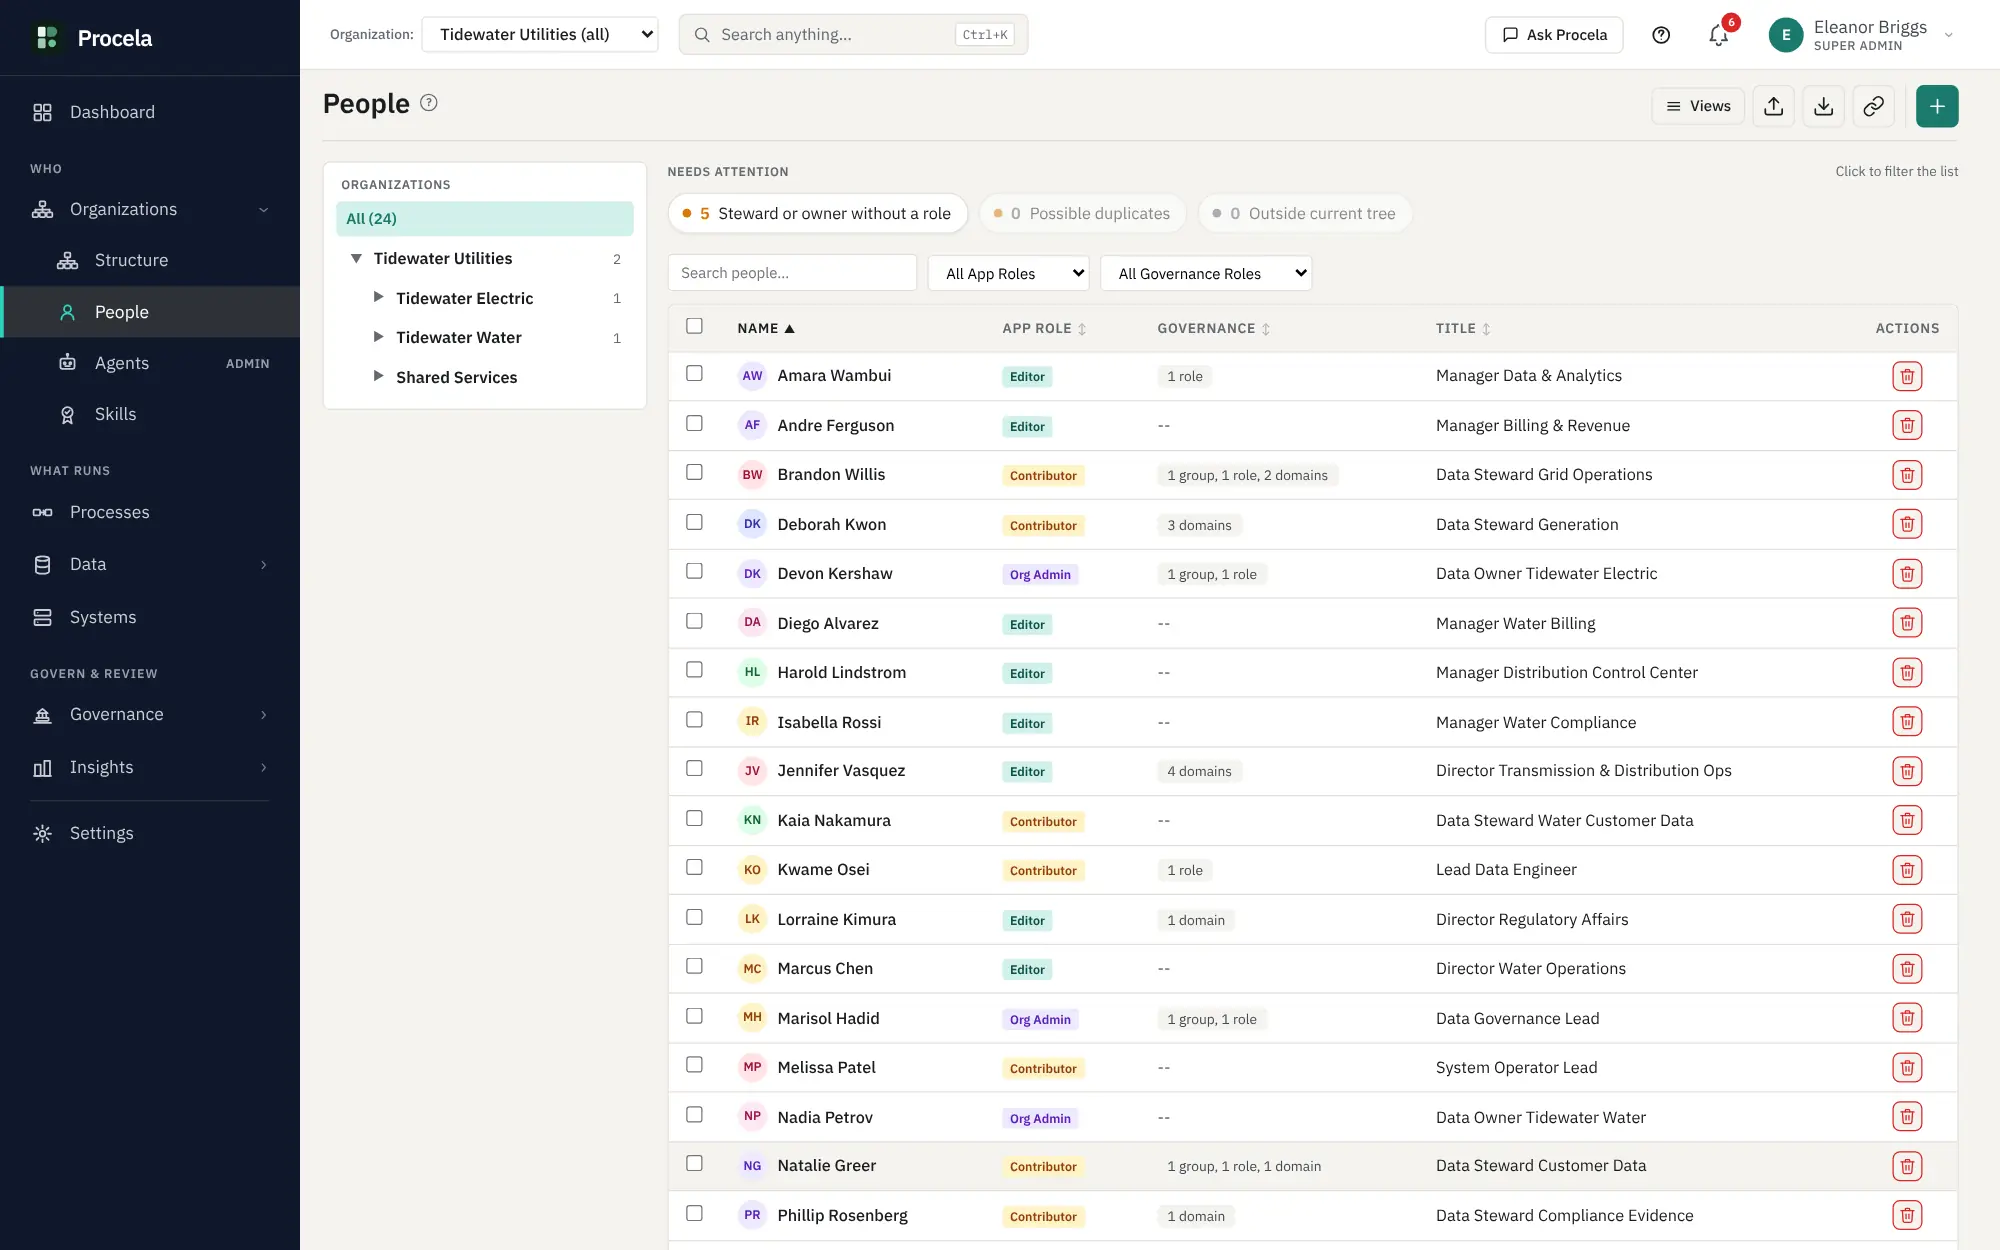 Procela
Organization: Tidewater Utilities (all)
Search anything... Ctrl+K
Ask Procela
6
E
Eleanor Briggs
SUPER ADMIN
Dashboard
WHO
Organizations
Structure
People
Agents ADMIN
Skills
WHAT RUNS
Processes
Data
Systems
GOVERN & REVIEW
Governance
Insights
Settings
People ?
Views
ORGANIZATIONS
All (24)
Tidewater Utilities 2
Tidewater Electric 1
Tidewater Water 1
Shared Services
NEEDS ATTENTION
Click to filter the list
5 Steward or owner without a role
0 Possible duplicates
0 Outside current tree
Search people...
All App Roles
All Governance Roles
NAME APP ROLE GOVERNANCE TITLE ACTIONS
AW Amara Wambui Editor 1 role Manager Data & Analytics
AF Andre Ferguson Editor -- Manager Billing & Revenue
BW Brandon Willis Contributor 1 group, 1 role, 2 domains Data Steward Grid Operations
DK Deborah Kwon Contributor 3 domains Data Steward Generation
DK Devon Kershaw Org Admin 1 group, 1 role Data Owner Tidewater Electric
DA Diego Alvarez Editor -- Manager Water Billing
HL Harold Lindstrom Editor -- Manager Distribution Control Center
IR Isabella Rossi Editor -- Manager Water Compliance
JV Jennifer Vasquez Editor 4 domains Director Transmission & Distribution Ops
KN Kaia Nakamura Contributor -- Data Steward Water Customer Data
KO Kwame Osei Contributor 1 role Lead Data Engineer
LK Lorraine Kimura Editor 1 domain Director Regulatory Affairs
MC Marcus Chen Editor -- Director Water Operations
MH Marisol Hadid Org Admin 1 group, 1 role Data Governance Lead
MP Melissa Patel Contributor -- System Operator Lead
NP Nadia Petrov Org Admin -- Data Owner Tidewater Water
NG Natalie Greer Contributor 1 group, 1 role, 1 domain Data Steward Customer Data
PR Phillip Rosenberg Contributor 1 domain Data Steward Compliance Evidence